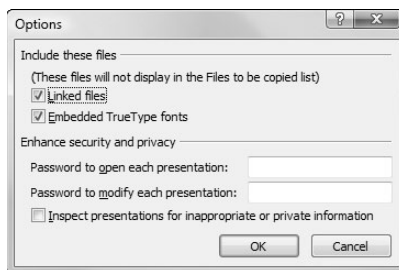 Options
Include these files
(These files will not display in the Files to be copied list)
Linked files
Embedded TrueType fonts
Enhance security and privacy
Password to open each presentation:
Password to modify each presentation:
Inspect presentations for inappropriate or private information
OK Cancel